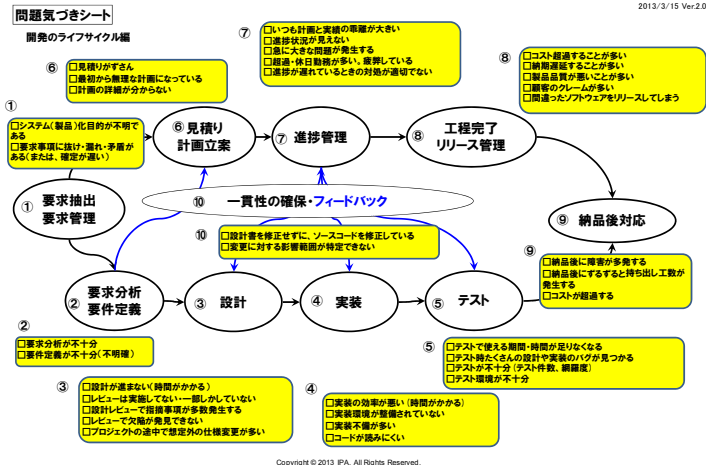 問題気づきシート
2013/3/15 Ver.2.0
開発のライフサイクル編
⑦
□いつも計画と実績の乖離が大きい
□進捗状況が見えない
□急に大きな問題が発生する
□超過・休日勤務が多い。疲弊している
□進捗が遅れているときの対処が適切でない
⑥
□見積りがずさん
□最初から無理な計画になっている
□計画の詳細が分からない
⑧
□コスト超過することが多い
□納期遅延することが多い
□製品品質が悪いことが多い
□顧客のクレームが多い
□間違ったソフトウェアをリリースしてしまう
①
□システム(製品)化目的が不明で
ある
□要求事項に抜け・漏れ・矛盾が
ある(または、確定が遅い)
⑥ 見積り
計画立案
⑦ 進捗管理
⑧ 工程完了
リリース管理
① 要求抽出
要求管理
⑩ 一貫性の確保・フィードバック
⑨ 納品後対応
⑩
□設計書を修正せずに、ソースコードを修正している
□変更に対する影響範囲が特定できない
⑨
□納品後に障害が多発する
□納品後にずるずると持ち出し工数が
発生する
□コストが超過する
② 要求分析
要件定義
③ 設計
④ 実装
⑤ テスト
②
□要求分析が不十分
□要件定義が不十分(不明確)
⑤
□テストで使える期間・時間が足りなくなる
□テスト時たくさんの設計や実装のバグが見つかる
□テストが不十分(テスト件数、網羅度)
□テスト環境が不十分
③
□設計が進まない(時間がかかる)
□レビューは実施してない・一部しかしていない
□設計レビューで指摘事項が多数発生する
□レビューで欠陥が発見できない
□プロジェクトの途中で想定外の仕様変更が多い
④
□実装の効率が悪い(時間がかかる)
□実装環境が整備されていない
□実装不備が多い
□コードが読みにくい
Copyright © 2013 IPA, All Rights Reserved.